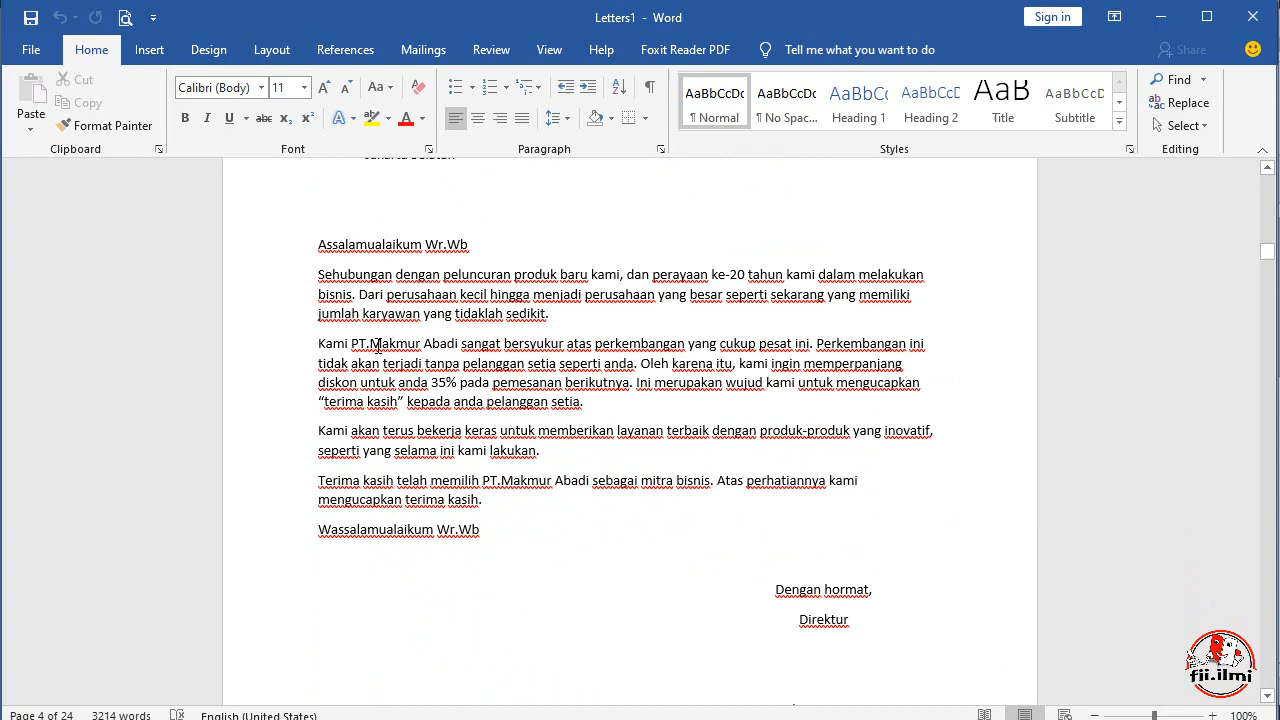 Letters1 - Word
Sign in
File Home Insert Design Layout References Mailings Review View Help Foxit Reader PDF Tell me what you want to do Share
Paste
Cut
Copy
Format Painter
Clipboard
Calibri (Body) 11
Aa
B I U abc X₂ X² A A
Font
Paragraph
AaBbCcDc AaBbCcDc AaBbCc AaBbCcD AaB AaBbCcD
¶ Normal ¶ No Spac... Heading 1 Heading 2 Title Subtitle
Styles
Find
Replace
Select
Editing
Jakarta Selatan
Assalamualaikum Wr.Wb
Sehubungan dengan peluncuran produk baru kami, dan perayaan ke-20 tahun kami dalam melakukan
bisnis. Dari perusahaan kecil hingga menjadi perusahaan yang besar seperti sekarang yang memiliki
jumlah karyawan yang tidaklah sedikit.
Kami PT.Makmur Abadi sangat bersyukur atas perkembangan yang cukup pesat ini. Perkembangan ini
tidak akan terjadi tanpa pelanggan setia seperti anda. Oleh karena itu, kami ingin memperpanjang
diskon untuk anda 35% pada pemesanan berikutnya. Ini merupakan wujud kami untuk mengucapkan
“terima kasih” kepada anda pelanggan setia.
Kami akan terus bekerja keras untuk memberikan layanan terbaik dengan produk-produk yang inovatif,
seperti yang selama ini kami lakukan.
Terima kasih telah memilih PT.Makmur Abadi sebagai mitra bisnis. Atas perhatiannya kami
mengucapkan terima kasih.
Wassalamualaikum Wr.Wb
Dengan hormat,
Direktur
fii.ilmi
Page 4 of 24 3214 words English (United States) 100%